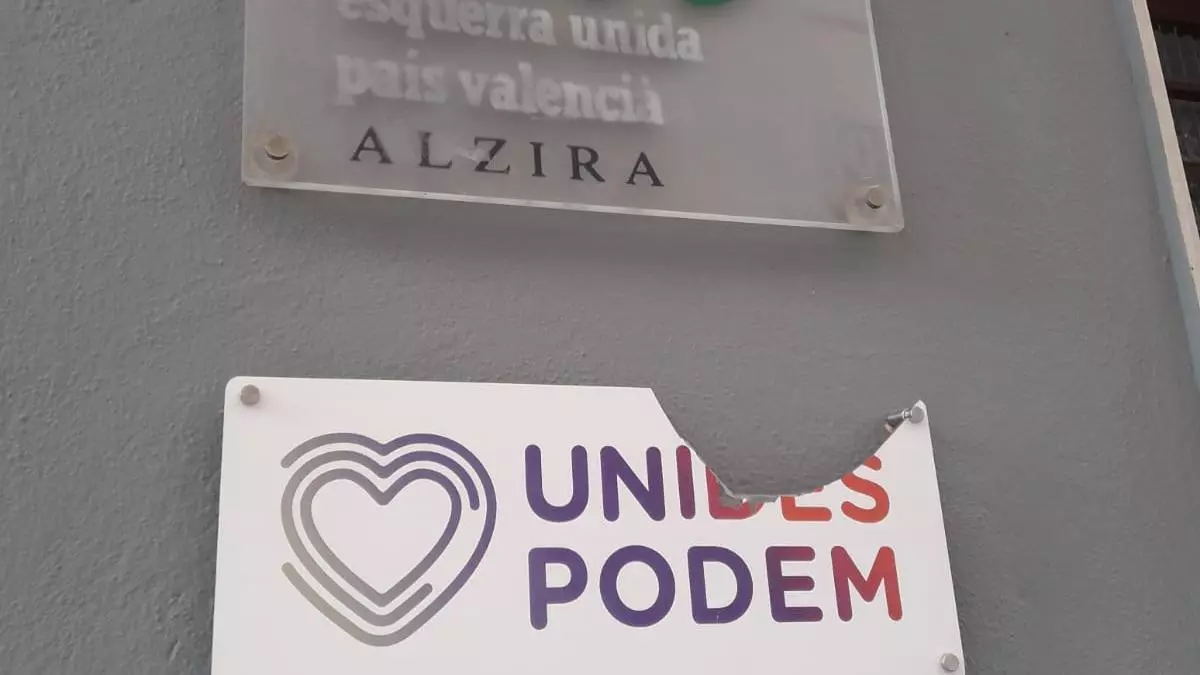 esquerra unida
país valencià
ALZIRA
UNIDES
PODEM